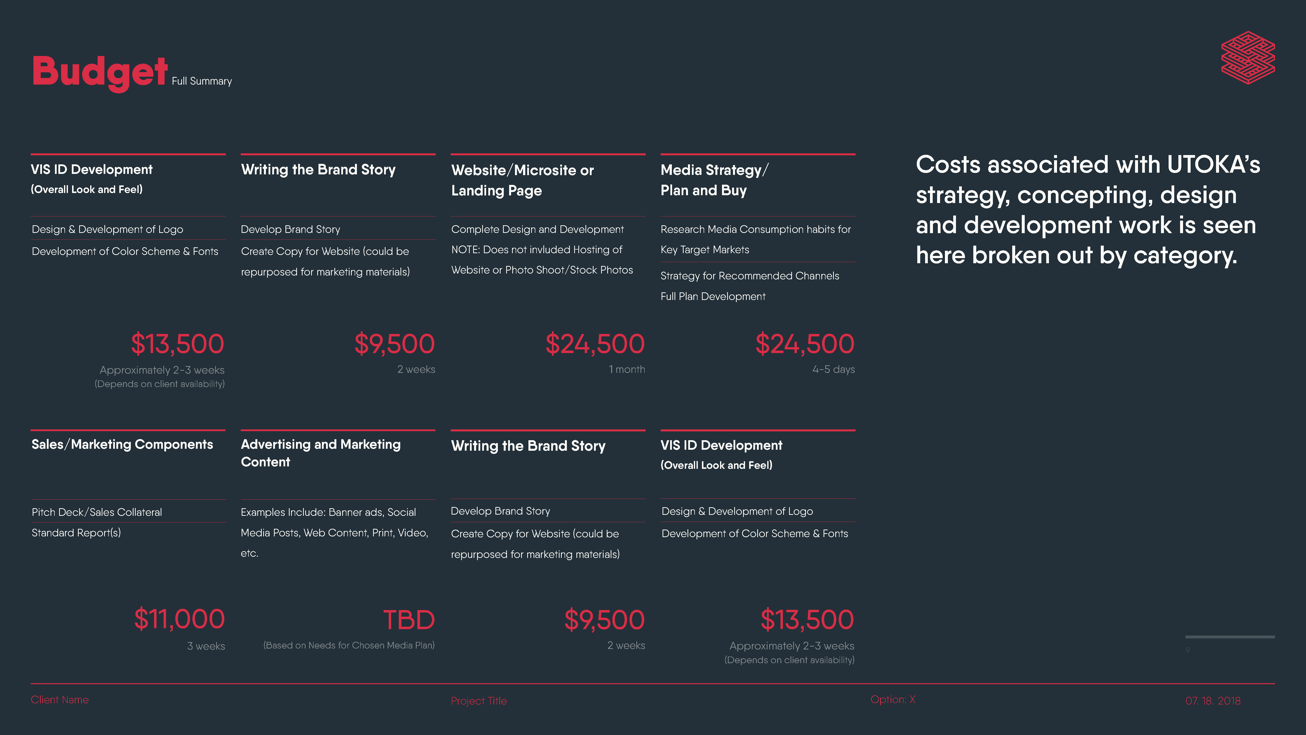 Budget Full Summary
VIS ID Development
(Overall Look and Feel)
Design & Development of Logo
Development of Color Scheme & Fonts
$13,500
Approximately 2-3 weeks
(Depends on client availability)
Writing the Brand Story
Develop Brand Story
Create Copy for Website (could be
repurposed for marketing materials)
$9,500
2 weeks
Website/Microsite or
Landing Page
Complete Design and Development
NOTE: Does not invluded Hosting of
Website or Photo Shoot/Stock Photos
$24,500
1 month
Media Strategy/
Plan and Buy
Research Media Consumption habits for
Key Target Markets
Strategy for Recommended Channels
Full Plan Development
$24,500
4-5 days
Costs associated with UTOKA's
strategy, concepting, design
and development work is seen
here broken out by category.
Sales/Marketing Components
Pitch Deck/Sales Collateral
Standard Report(s)
$11,000
3 weeks
Advertising and Marketing
Content
Examples Include: Banner ads, Social
Media Posts, Web Content, Print, Video,
etc.
TBD
(Based on Needs for Chosen Media Plan)
Writing the Brand Story
Develop Brand Story
Create Copy for Website (could be
repurposed for marketing materials)
$9,500
2 weeks
VIS ID Development
(Overall Look and Feel)
Design & Development of Logo
Development of Color Scheme & Fonts
$13,500
Approximately 2-3 weeks
(Depends on client availability)
9
Client Name
Project Title
Option: X
07. 18. 2018